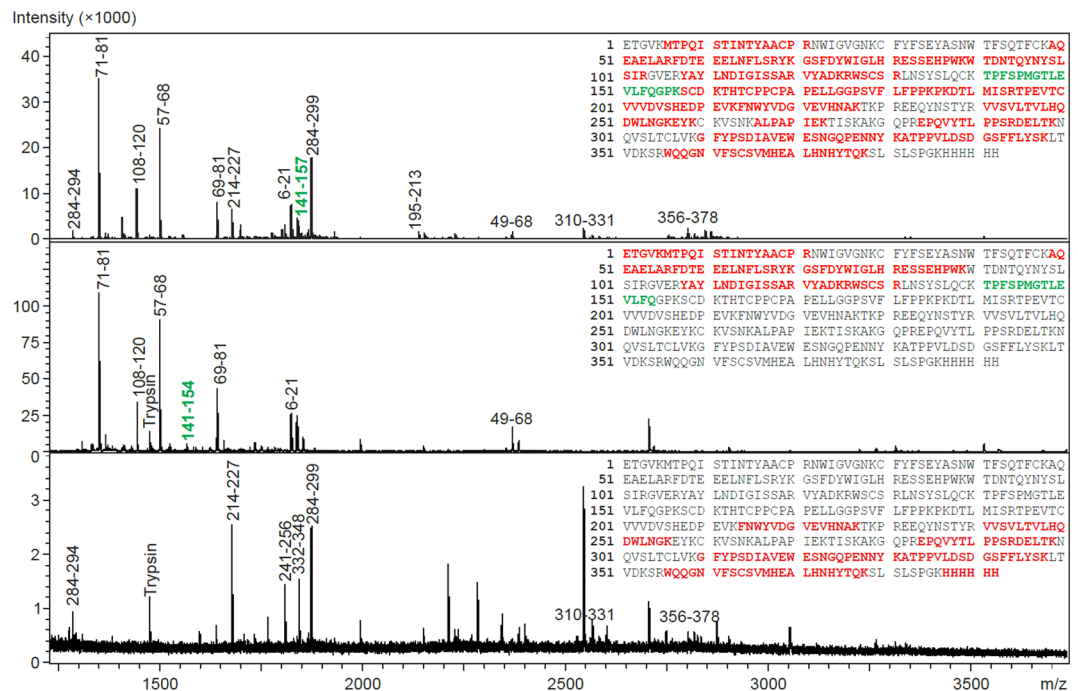 Intensity (×1000)
40
30
20
10
0
284-294
71-81
108-120
57-68
69-81
214-227
6-21
141-157
284-299
195-213
49-68
310-331
356-378
1 ETGVKMTPQI STINTYAACP RNWIGVGNKC FYFSEYASNW TFSQTFCKAQ
51 EAELARFDTE EELNFLSRYK GSFDYWIGLH RESSEHPWKW TDNTQYNYSL
101 SIRGVERYAY LNDIGISSAR VYADKRWSCS RLNSYSLQCK TPFSPMGTLE
151 VLFQGPKSCD KTHTCPPCPA PELLGGPSVF LFPPKPKDTL MISRTPEVTC
201 VVVDVSHEDP EVKFNWYVDG VEVHNAKTKP REEQYNSTYR VVSVLTVLHQ
251 DWLNGKEYKC KVSNKALPAP IEKTISKAKG QPREPQVYTL PPSRDELTKN
301 QVSLTCLVKG FYPSDIAVEW ESNGQPENNY KATPPVLDSD GSFFLYSKLT
351 VDKSRWQQGN VFSCSVMHEA LHNHYTQKSL SLSPGKHHHH HH
100
75
50
25
0
71-81
108-120
Trypsin
57-68
141-154
69-81
6-21
49-68
1 ETGVKMTPQI STINTYAACP RNWIGVGNKC FYFSEYASNW TFSQTFCKAQ
51 EAELARFDTE EELNFLSRYK GSFDYWIGLH RESSEHPWKW TDNTQYNYSL
101 SIRGVERYAY LNDIGISSAR VYADKRWSCS RLNSYSLQCK TPFSPMGTLE
151 VLFQGPKSCD KTHTCPPCPA PELLGGPSVF LFPPKPKDTL MISRTPEVTC
201 VVVDVSHEDP EVKFNWYVDG VEVHNAKTKP REEQYNSTYR VVSVLTVLHQ
251 DWLNGKEYKC KVSNKALPAP IEKTISKAKG QPREPQVYTL PPSRDELTKN
301 QVSLTCLVKG FYPSDIAVEW ESNGQPENNY KATPPVLDSD GSFFLYSKLT
351 VDKSRWQQGN VFSCSVMHEA LHNHYTQKSL SLSPGKHHHH HH
3
2
1
0
284-294
Trypsin
214-227
241-256
332-348
284-299
310-331
356-378
1 ETGVKMTPQI STINTYAACP RNWIGVGNKC FYFSEYASNW TFSQTFCKAQ
51 EAELARFDTE EELNFLSRYK GSFDYWIGLH RESSEHPWKW TDNTQYNYSL
101 SIRGVERYAY LNDIGISSAR VYADKRWSCS RLNSYSLQCK TPFSPMGTLE
151 VLFQGPKSCD KTHTCPPCPA PELLGGPSVF LFPPKPKDTL MISRTPEVTC
201 VVVDVSHEDP EVKFNWYVDG VEVHNAKTKP REEQYNSTYR VVSVLTVLHQ
251 DWLNGKEYKC KVSNKALPAP IEKTISKAKG QPREPQVYTL PPSRDELTKN
301 QVSLTCLVKG FYPSDIAVEW ESNGQPENNY KATPPVLDSD GSFFLYSKLT
351 VDKSRWQQGN VFSCSVMHEA LHNHYTQKSL SLSPGKHHHH HH
1500 2000 2500 3000 3500 m/z